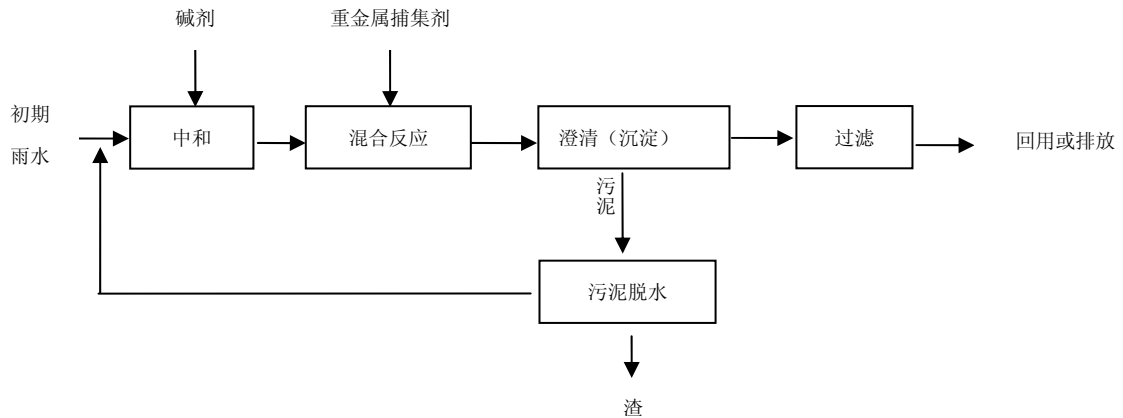 碱剂
重金属捕集剂
初期
雨水
中和
混合反应
澄清（沉淀）
过滤
回用或排放
污
泥
污泥脱水
渣